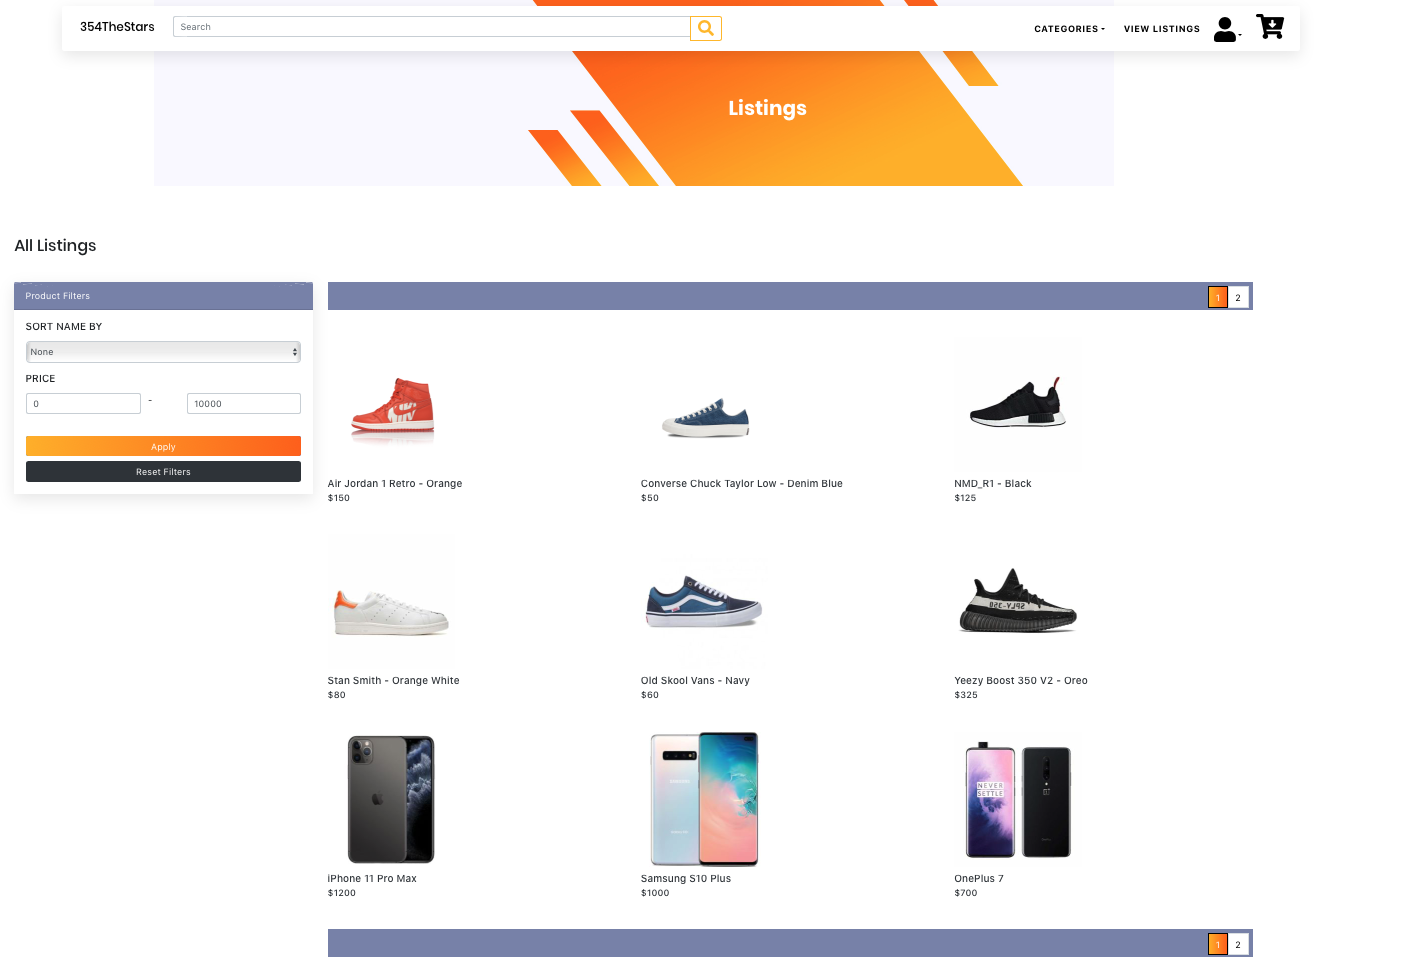 354TheStars
Search
CATEGORIES
VIEW LISTINGS
Listings
All Listings
Product Filters
SORT NAME BY
None
PRICE
0
-
10000
Apply
Reset Filters
1 2
Air Jordan 1 Retro - Orange
$150
Converse Chuck Taylor Low - Denim Blue
$50
NMD_R1 - Black
$125
Stan Smith - Orange White
$80
Old Skool Vans - Navy
$60
Yeezy Boost 350 V2 - Oreo
$325
SAMSUNG
NEVER
SETTLE
iPhone 11 Pro Max
$1200
Samsung S10 Plus
$1000
OnePlus 7
$700
1 2